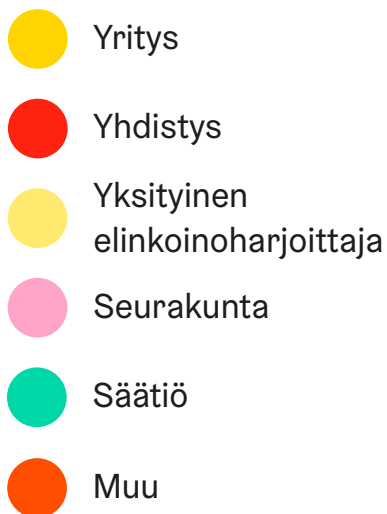 Yritys
Yhdistys
Yksityinen
elinkoinoharjoittaja
Seurakunta
Säätiö
Muu